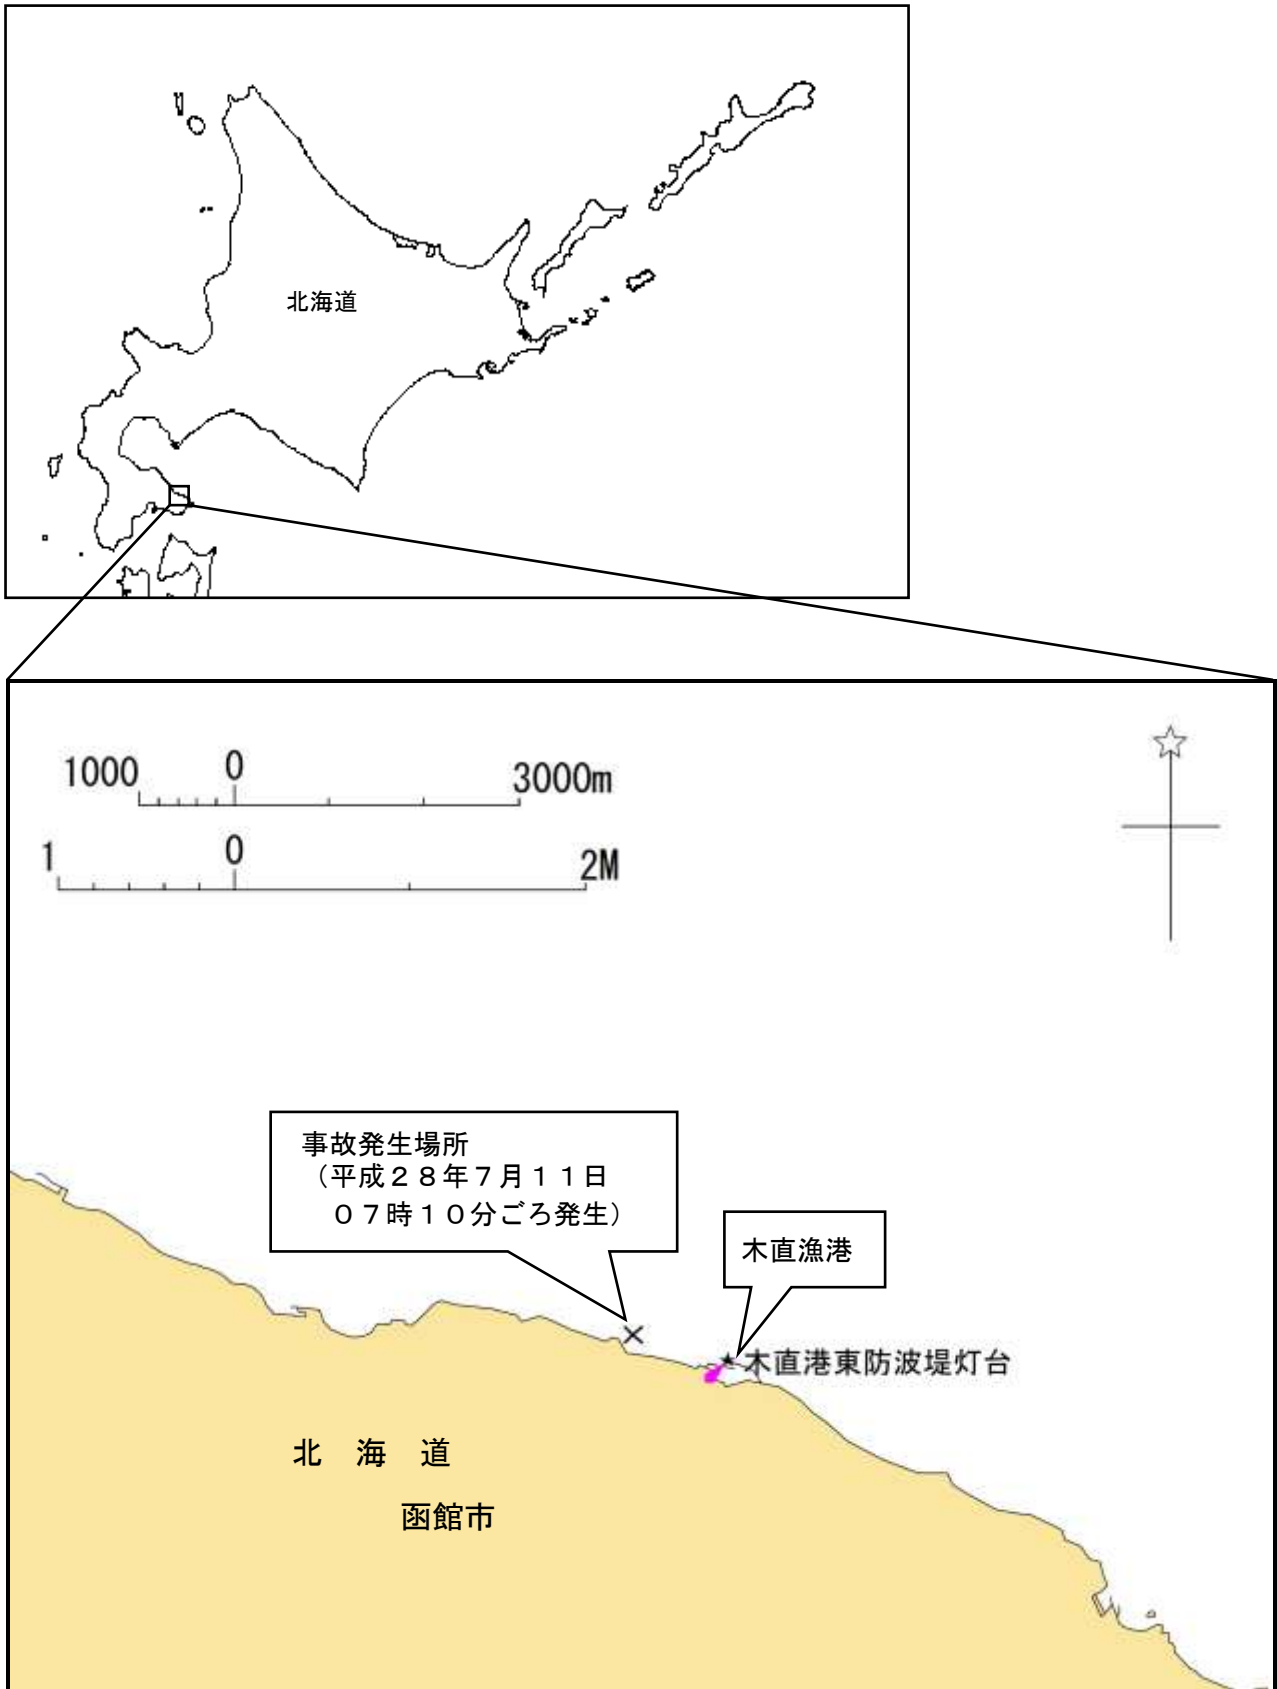 北海道
1000 0 3000m
1 0 2M
事故発生場所
（平成２８年７月１１日
０７時１０分ごろ発生）
木直漁港
木直港東防波堤灯台
北 海 道
函館市